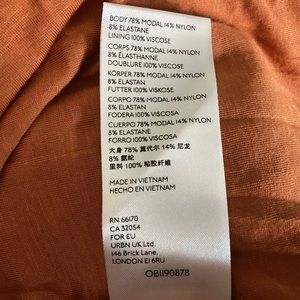 BODY 78% MODAL 14% NYLON
8% ELASTANE
LINING 100% VISCOSE
CORPS 78% MODAL 14% NYLON
8% ÉLASTHANNE
DOUBLURE 100% VISCOSE
KÖRPER 78% MODAL 14% NYLON
8% ELASTAN
FUTTER 100% VISKOSE
CORPO 78% MODAL 14% NYLON
8% ELASTAN
FODERA 100% VISCOSA
CUERPO 78% MODAL 14% NYLON
8% ELASTANE
FORRO 100% VISCOSA
大身 78% 莫代尔 14% 尼龙
8% 氨纶
里料 100% 粘胶纤维
MADE IN VIETNAM
HECHO EN VIETNAM
RN 66170
CA 32054
FOR EU
URBN UK Ltd.
146 Brick Lane,
LONDON E1 6RU
OB1190878